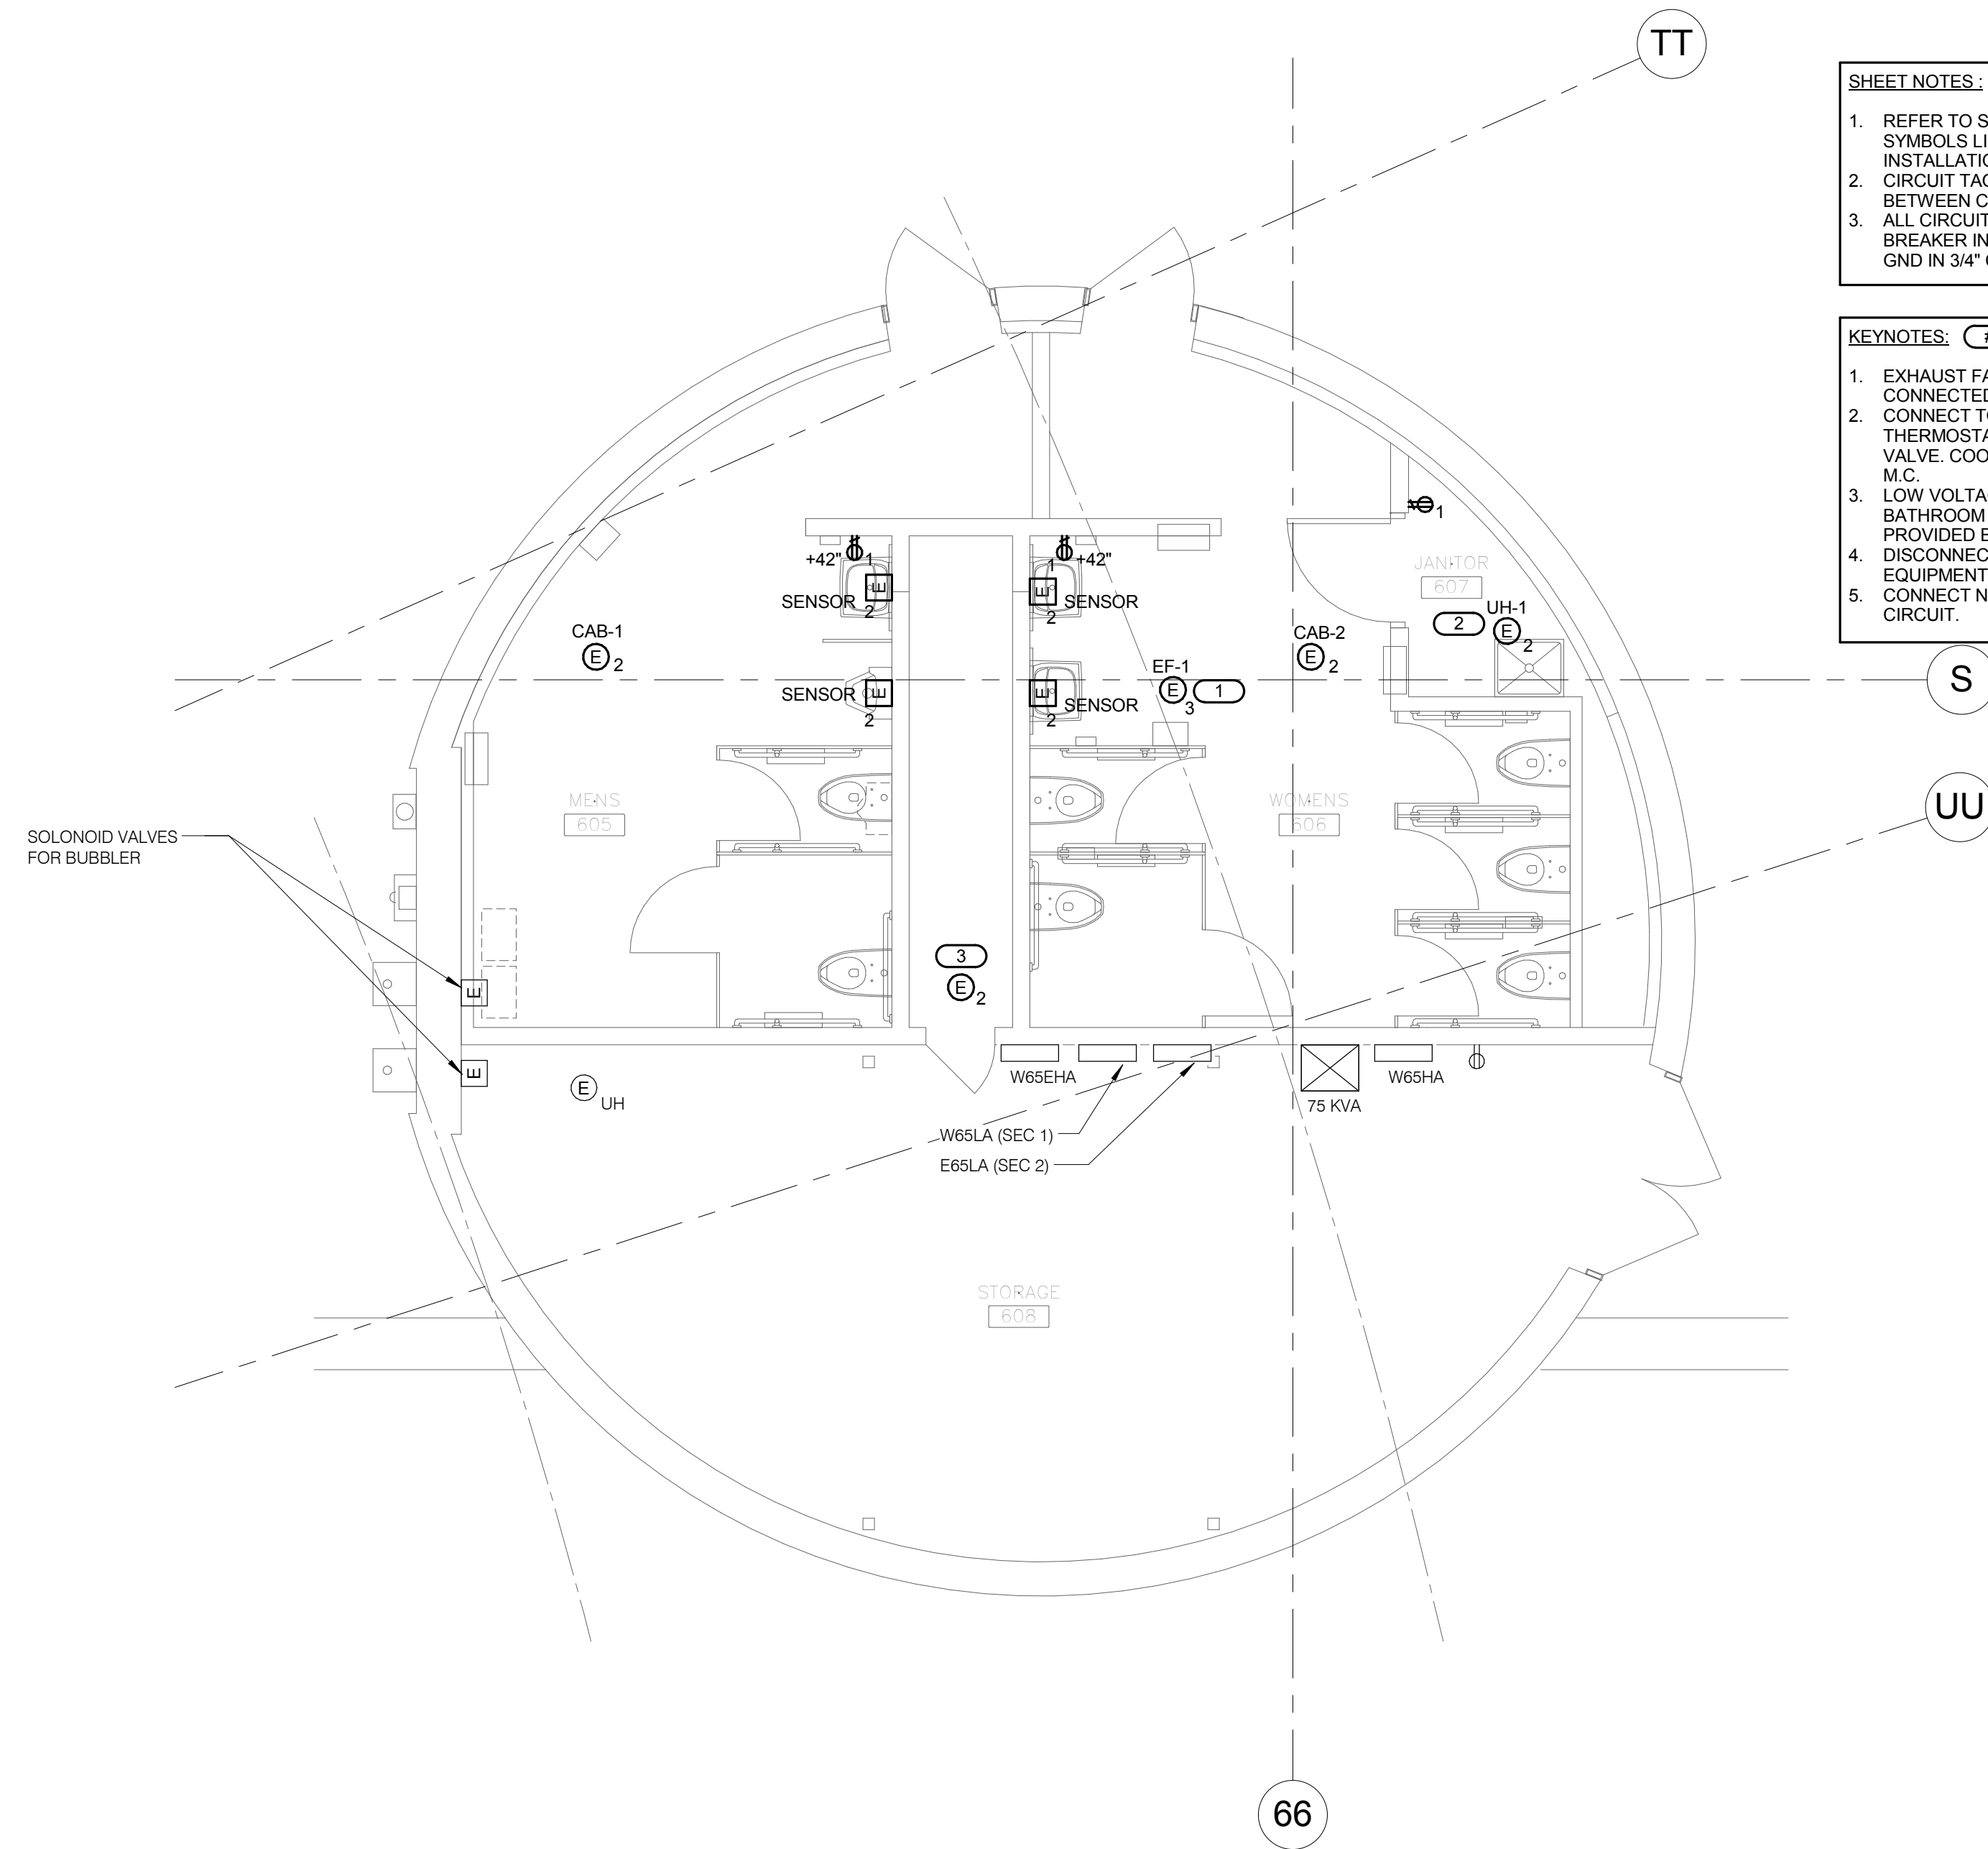 TT
SHEET NOTES :
1. REFER TO S
SYMBOLS LI
INSTALLATIO
2. CIRCUIT TAG
BETWEEN C
3. ALL CIRCUIT
BREAKER IN
GND IN 3/4"
KEYNOTES:
1. EXHAUST FA
CONNECTED
2. CONNECT TO
THERMOSTA
VALVE. COO
M.C.
3. LOW VOLTA
BATHROOM
PROVIDED B
4. DISCONNEC
EQUIPMENT
5. CONNECT N
CIRCUIT.
S
UU
1
+42" 1
1 +42"
JANITOR
607
E
SENSOR 2
E
SENSOR
2
2
UH-1
E 2
CAB-1
E 2
CAB-2
E 2
EF-1
E 1
3
SENSOR E
2
E SENSOR
2
MENS
605
WOMENS
606
SOLONOID VALVES
FOR BUBBLER
3
E 2
E
E
E UH
W65EHA
W65HA
75 KVA
W65LA (SEC 1)
E65LA (SEC 2)
STORAGE
608
66